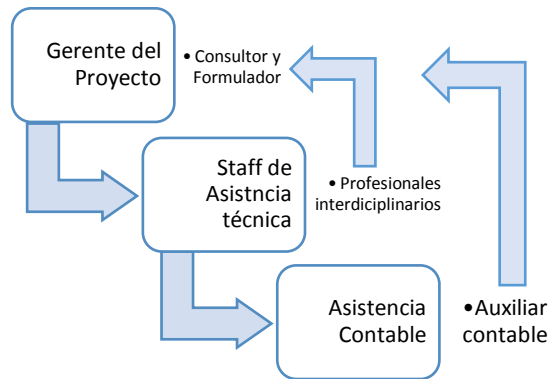 Gerente del
Proyecto
• Consultor y
Formulador
Staff de
Asistncia
técnica
• Profesionales
interdiciplinarios
Asistencia
Contable
•Auxiliar
contable